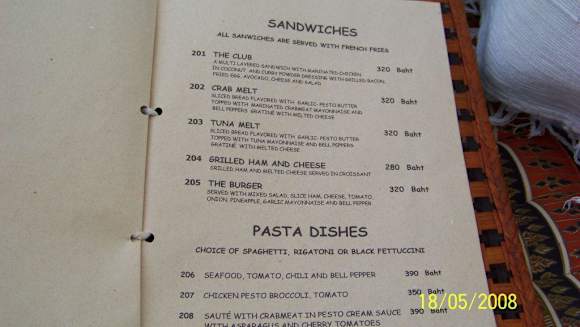 SANDWICHES
ALL SANWICHES ARE SERVED WITH FRENCH FRIES
201 THE CLUB 320 Baht
A MULTI LAYERED SANDWICH WITH MARINATED CHICKEN
IN COCONUT AND CURRY POWDER DRESSING WITH GRILLED BACON,
FRIED EGG, AVOCADO, CHEESE AND SALAD
202 CRAB MELT 320 Baht
SLICED BREAD FLAVORED WITH GARLIC- PESTO BUTTER
TOPPED WITH MARINATED CRABMEAT MAYONNAISE AND
BELL PEPPERS GRATINÉ WITH MELTED CHEESE
203 TUNA MELT 320 Baht
SLICED BREAD FLAVORED WITH GARLIC- PESTO BUTTER
TOPPED WITH TUNA MAYONNAISE AND BELL PEPPERS
GRATINÉ WITH MELTED CHEESE
204 GRILLED HAM AND CHEESE 280 Baht
GRILLED HAM AND MELTED CHEESE SERVED IN CROISSANT
205 THE BURGER 320 Baht
SERVED WITH MIXED SALAD, SLICE HAM, CHEESE, TOMATO,
ONION, PINEAPPLE, GARLIC MAYONNAISE AND BELL PEPPER
PASTA DISHES
CHOICE OF SPAGHETTI, RIGATONI OR BLACK FETTUCCINI
206 SEAFOOD, TOMATO, CHILI AND BELL PEPPER 390 Baht
207 CHICKEN PESTO BROCCOLI, TOMATO 350 Baht
208 SAUTÉ WITH CRABMEAT IN PESTO CREAM SAUCE 390 Baht
WITH ASPARAGUS AND CHERRY TOMATOES
18/05/2008